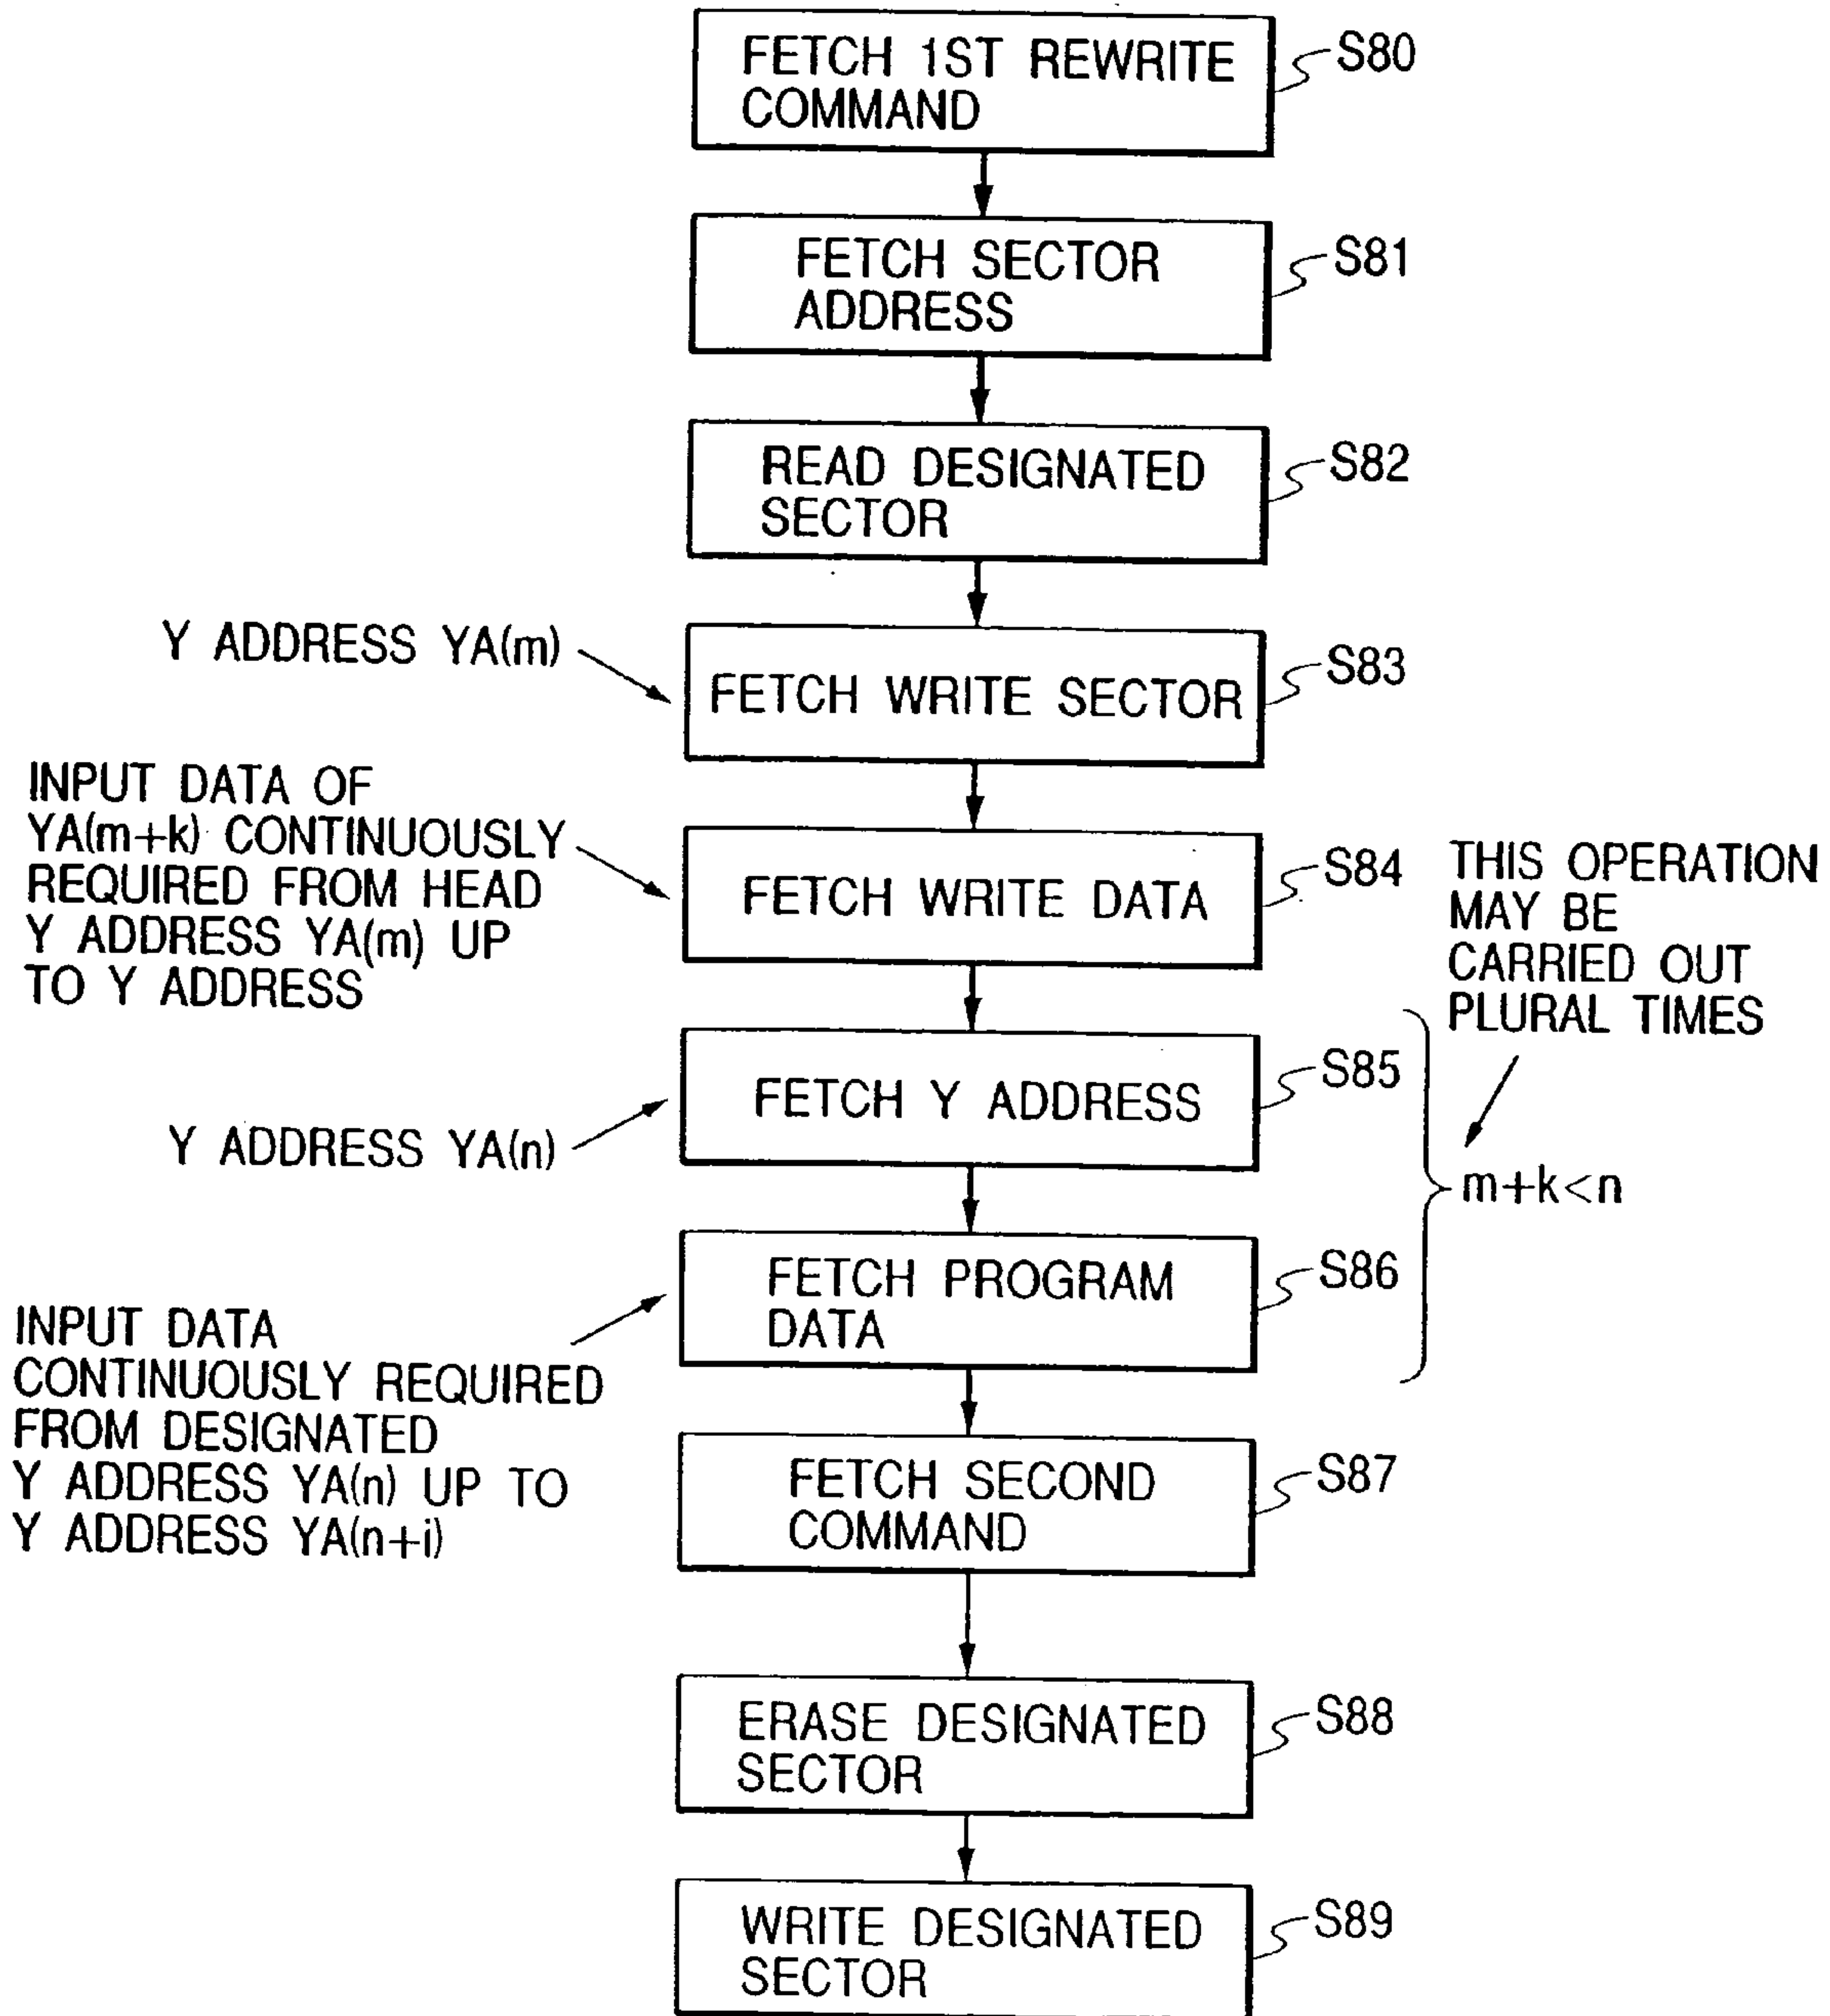 FETCH 1ST REWRITE
COMMAND
S80
FETCH SECTOR
ADDRESS
S81
READ DESIGNATED
SECTOR
S82
Y ADDRESS YA(m)
FETCH WRITE SECTOR
S83
INPUT DATA OF
YA(m+k) CONTINUOUSLY
REQUIRED FROM HEAD
Y ADDRESS YA(m) UP
TO Y ADDRESS
FETCH WRITE DATA
S84
THIS OPERATION
MAY BE
CARRIED OUT
PLURAL TIMES
FETCH Y ADDRESS
S85
Y ADDRESS YA(n)
m+k<n
FETCH PROGRAM
DATA
S86
INPUT DATA
CONTINUOUSLY REQUIRED
FROM DESIGNATED
Y ADDRESS YA(n) UP TO
Y ADDRESS YA(n+i)
FETCH SECOND
COMMAND
S87
ERASE DESIGNATED
SECTOR
S88
WRITE DESIGNATED
SECTOR
S89